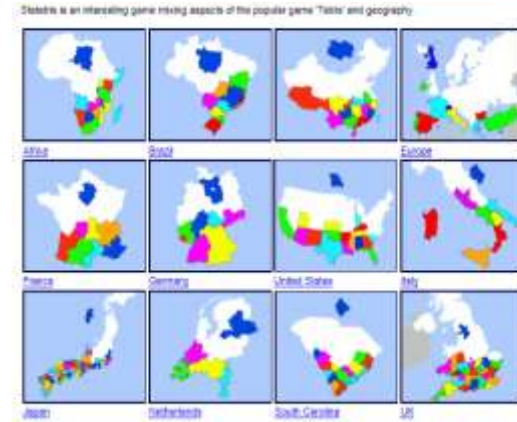 Statetris is an interesting game mixing aspects of the popular game 'Tetris' and geography
Africa
Brazil
Europe
France
Germany
United States
Italy
Japan
Netherlands
South Carolina
UK